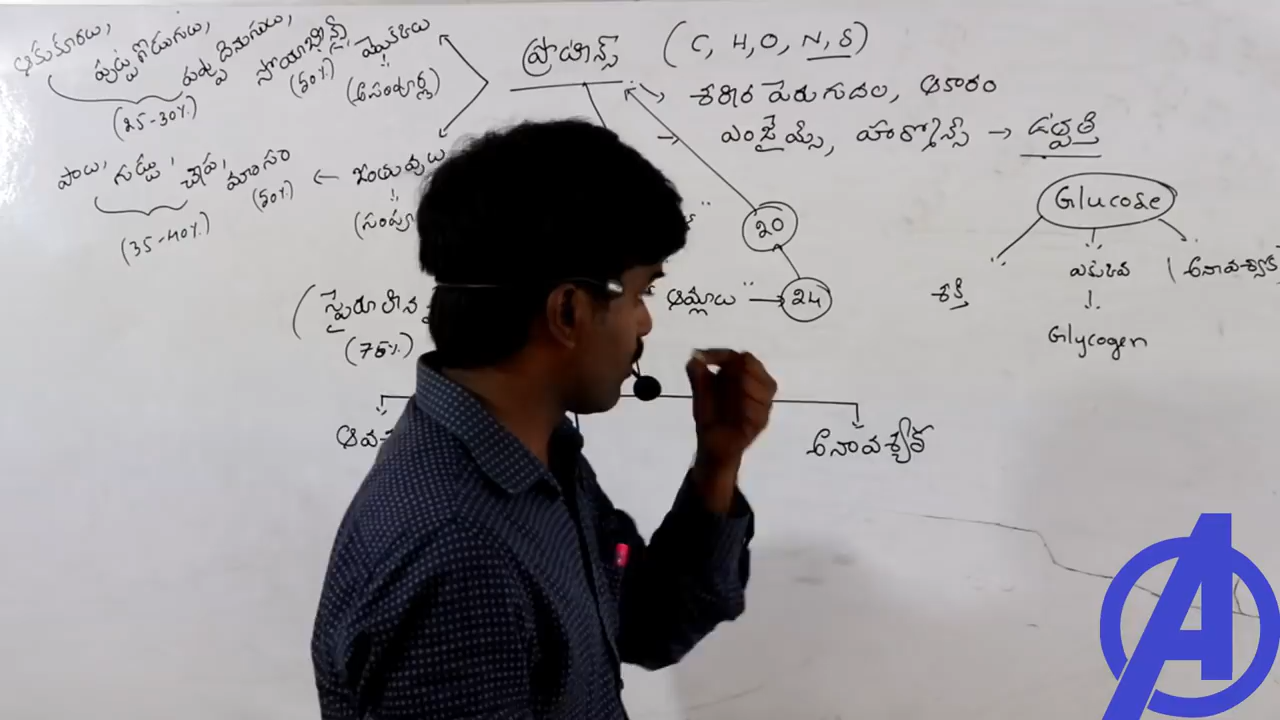 ప్రొటీన్స్ (C, H, O, N, S)
ఆకుకూరలు, పుట్టగొడుగులు, పప్పు దినుసులు, సోయాబీన్స్, మొక్కలు
(25-30%) (50%) (అసంపూర్ణ)
→ శరీర పెరుగుదల, ఆకారం
→ ఎంజైమ్స్, హార్మోన్స్ → ఉత్పత్తి
పాలు, గుడ్డు, చేప, మాంసం ← జంతువులు
(35-40%) (50%)
Glucose
20
శక్తి
Glycogen
ఆమ్లాలు" → 24
(75%)
అనావశ్యక